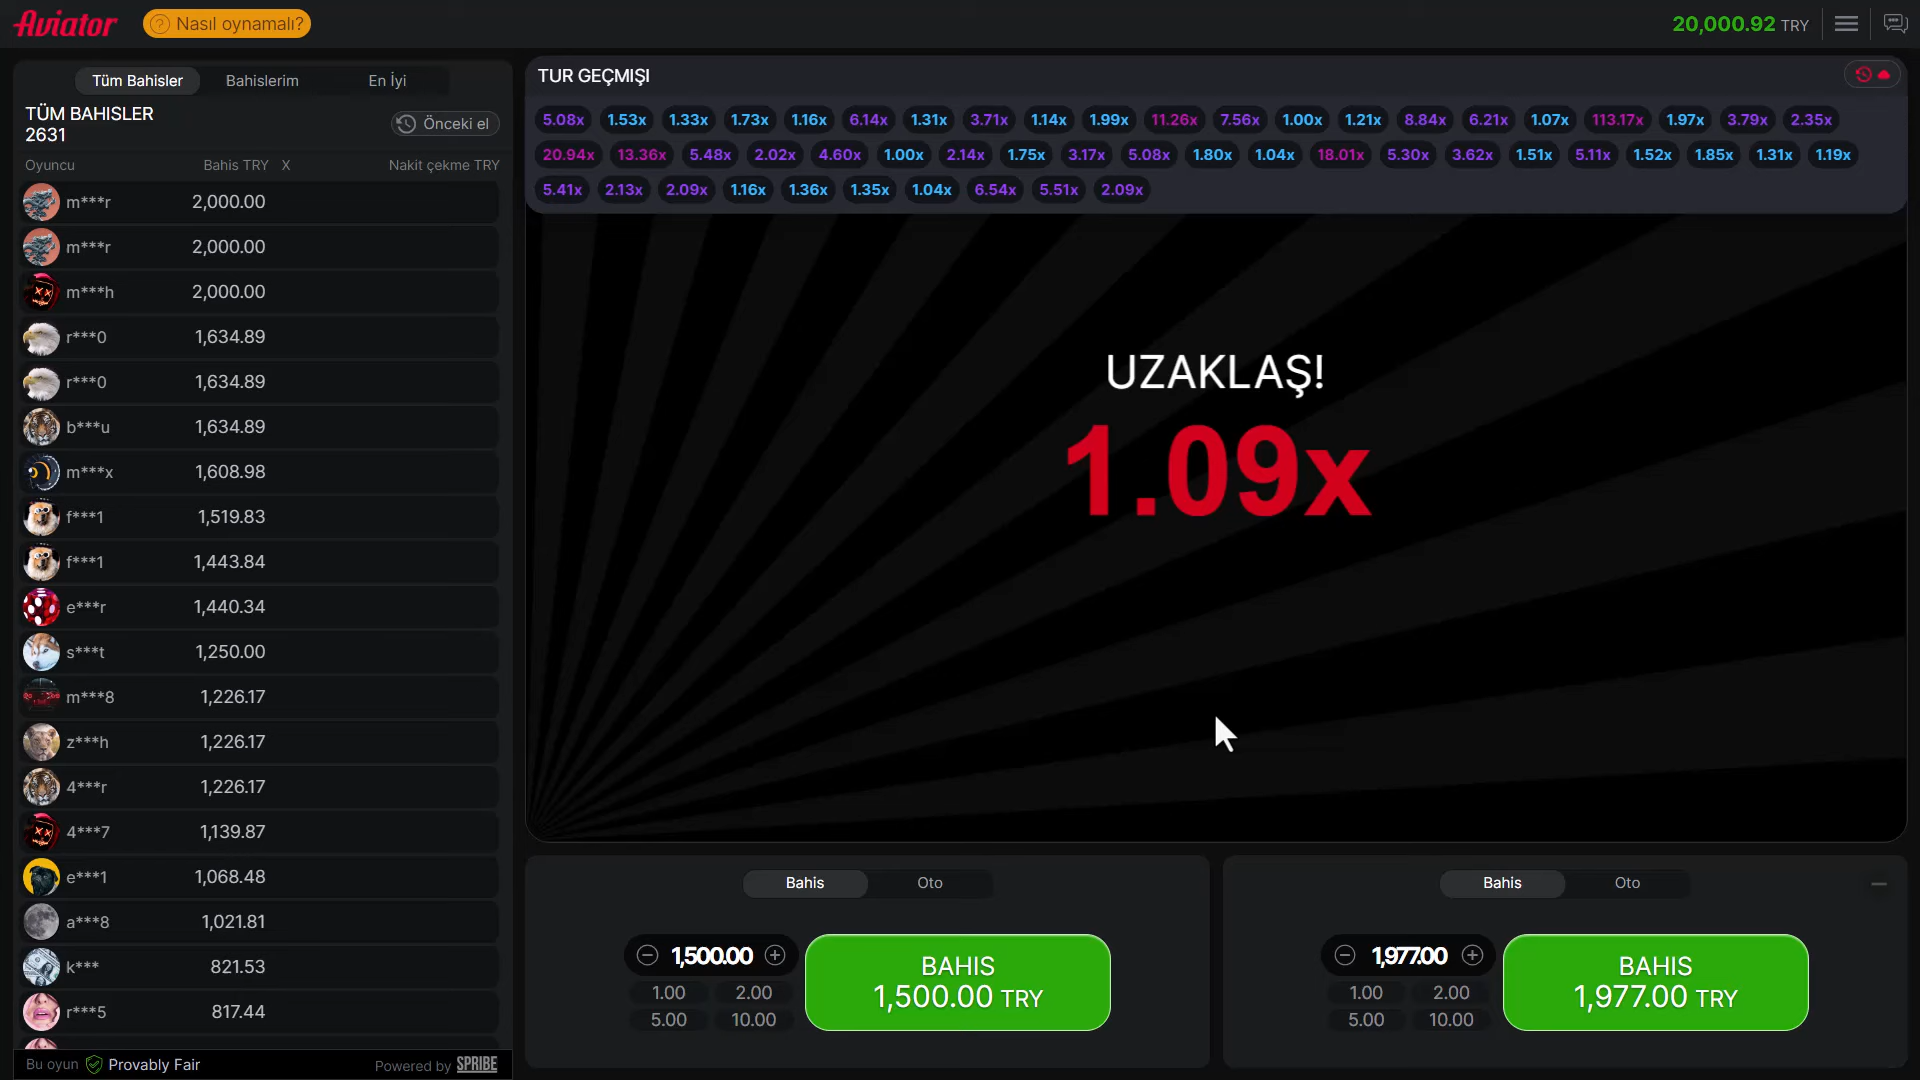 Aviator
Nasıl oynamalı?
20,000.92 TRY
Tüm Bahisler Bahislerim En İyi
TÜM BAHISLER
2631
Önceki el
Oyuncu Bahis TRY X Nakit çekme TRY
m***r 2,000.00
m***r 2,000.00
m***h 2,000.00
r***0 1,634.89
r***0 1,634.89
b***u 1,634.89
m***x 1,608.98
f***1 1,519.83
f***1 1,443.84
e***r 1,440.34
s***t 1,250.00
m***8 1,226.17
z***h 1,226.17
4***r 1,226.17
4***7 1,139.87
e***1 1,068.48
a***8 1,021.81
k*** 821.53
r***5 817.44
Bu oyun Provably Fair Powered by SPRIBE
TUR GEÇMIŞI
5.08x 1.53x 1.33x 1.73x 1.16x 6.14x 1.31x 3.71x 1.14x 1.99x 11.26x 7.56x 1.00x 1.21x 8.84x 6.21x 1.07x 113.17x 1.97x 3.79x 2.35x
20.94x 13.36x 5.48x 2.02x 4.60x 1.00x 2.14x 1.75x 3.17x 5.08x 1.80x 1.04x 18.01x 5.30x 3.62x 1.51x 5.11x 1.52x 1.85x 1.31x 1.19x
5.41x 2.13x 2.09x 1.16x 1.36x 1.35x 1.04x 6.54x 5.51x 2.09x
UZAKLAŞ!
1.09x
Bahis Oto
1,500.00
1.00 2.00
5.00 10.00
BAHIS
1,500.00 TRY
Bahis Oto
1,977.00
1.00 2.00
5.00 10.00
BAHIS
1,977.00 TRY